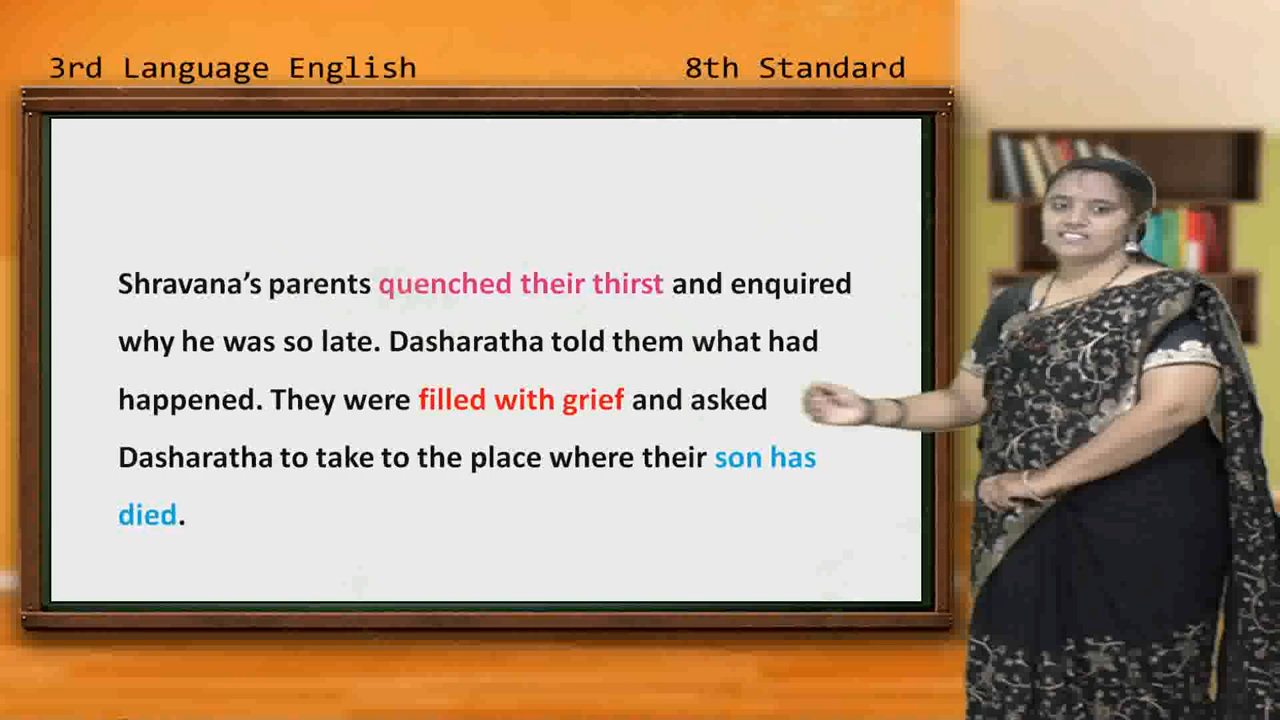 3rd Language English 8th Standard
Shravana’s parents quenched their thirst and enquired
why he was so late. Dasharatha told them what had
happened. They were filled with grief and asked
Dasharatha to take to the place where their son has
died.